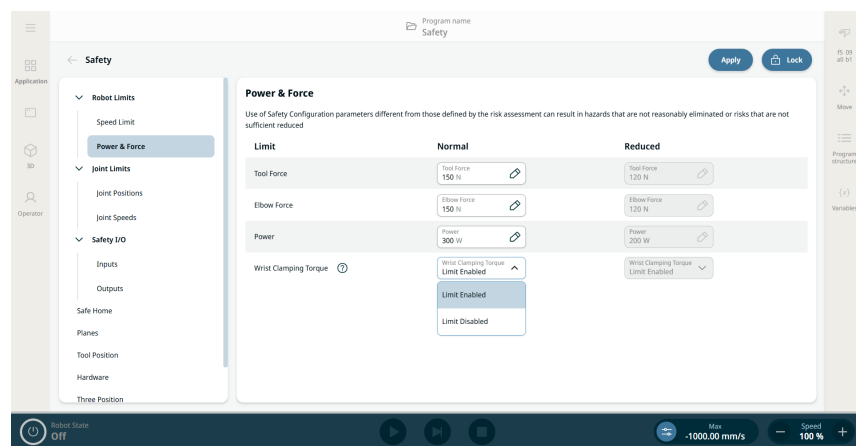 Program name
Safety
Safety
Apply
Lock
f5 09
a0 b1
Application
Move
3D
Program
structure
Operator
{x}
Variables
Robot Limits
Speed Limit
Power & Force
Joint Limits
Joint Positions
Joint Speeds
Safety I/O
Inputs
Outputs
Safe Home
Planes
Tool Position
Hardware
Three Position
Power & Force
Use of Safety Configuration parameters different from those defined by the risk assessment can result in hazards that are not reasonably eliminated or risks that are not
sufficient reduced
Limit Normal Reduced
Tool Force
Tool Force
150 N
Tool Force
120 N
Elbow Force
Elbow Force
150 N
Elbow Force
120 N
Power
Power
300 W
Power
200 W
Wrist Clamping Torque ?
Wrist Clamping Torque
Limit Enabled
Wrist Clamping Torque
Limit Enabled
Limit Enabled
Limit Disabled
Robot State
Off
Max
-1000.00 mm/s
Speed
100 %